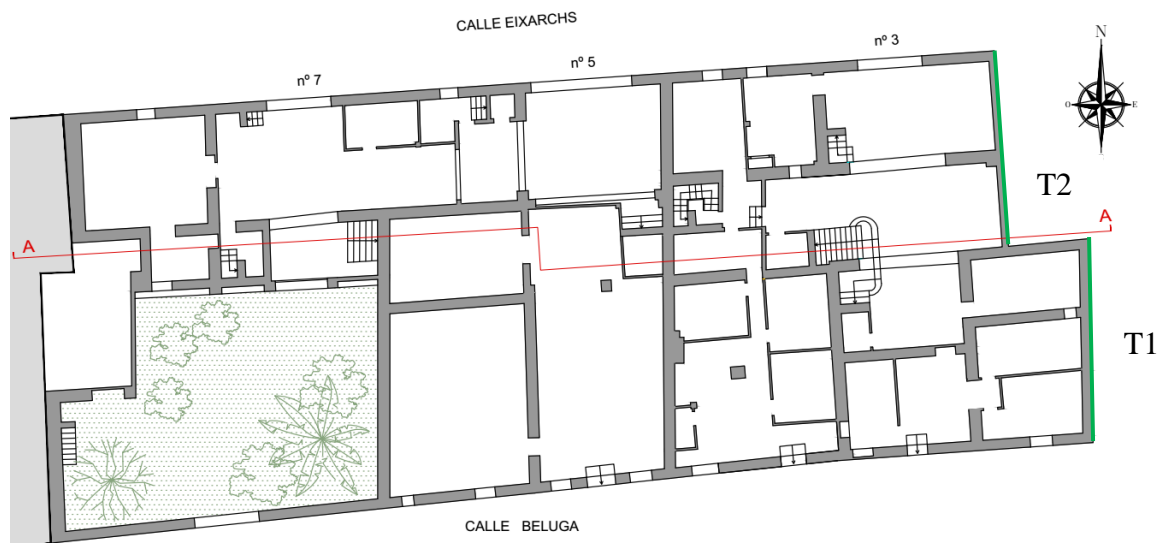 CALLE EIXARCHS
nº 7
nº 5
nº 3
N
O
E
S
T2
A
A
T1
CALLE BELUGA